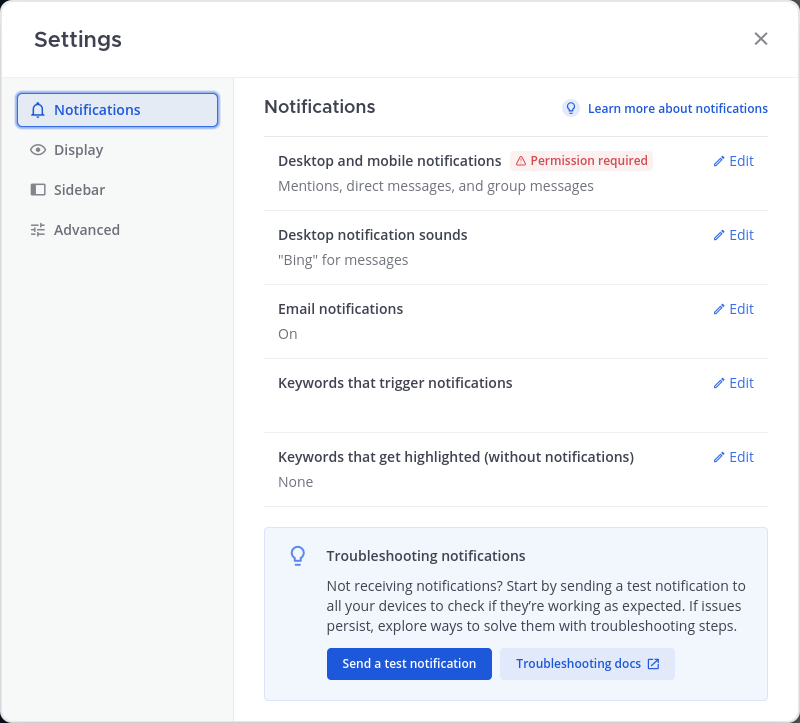 Settings
Notifications
Display
Sidebar
Advanced
Notifications
Learn more about notifications
Desktop and mobile notifications
Permission required
Edit
Mentions, direct messages, and group messages
Desktop notification sounds
Edit
"Bing" for messages
Email notifications
Edit
On
Keywords that trigger notifications
Edit
Keywords that get highlighted (without notifications)
Edit
None
Troubleshooting notifications
Not receiving notifications? Start by sending a test notification to
all your devices to check if they’re working as expected. If issues
persist, explore ways to solve them with troubleshooting steps.
Send a test notification
Troubleshooting docs